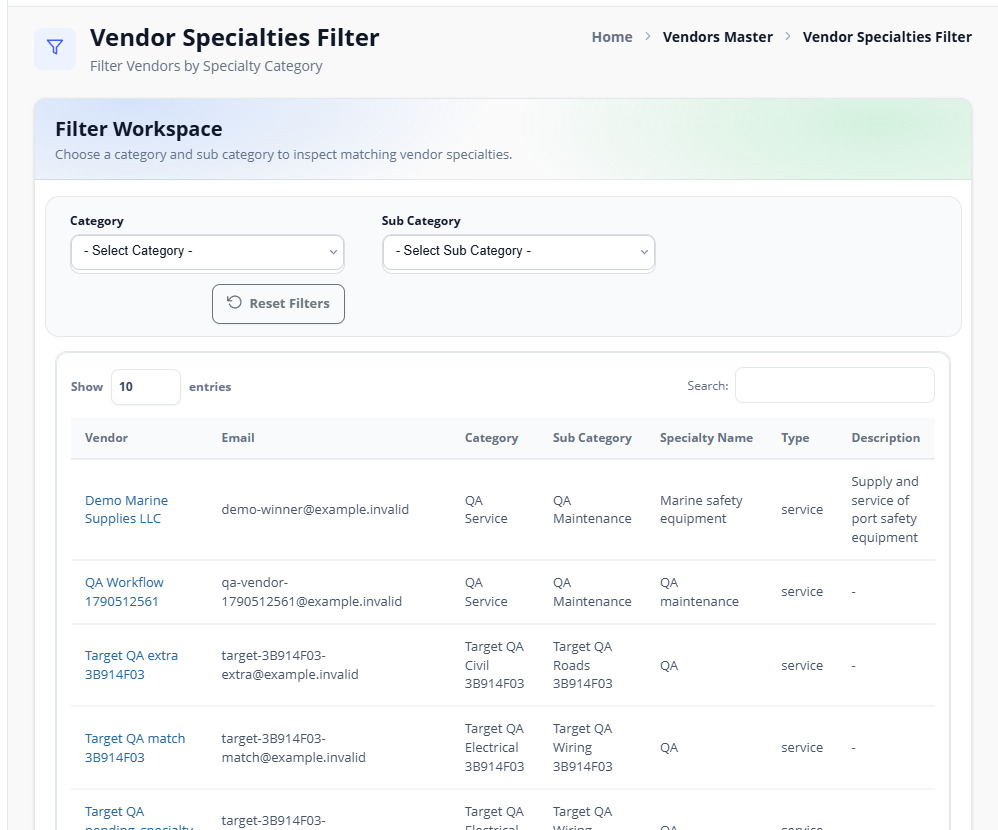 Vendor Specialties Filter
Filter Vendors by Specialty Category
Home > Vendors Master > Vendor Specialties Filter
Filter Workspace
Choose a category and sub category to inspect matching vendor specialties.
Category
Sub Category
- Select Category -
- Select Sub Category -
Reset Filters
Show 10 entries
Search:
Vendor Email Category Sub Category Specialty Name Type Description
Demo Marine
Supplies LLC
demo-winner@example.invalid
QA
Service
QA
Maintenance
Marine safety
equipment
service
Supply and
service of
port safety
equipment
QA Workflow
1790512561
qa-vendor-
1790512561@example.invalid
QA
Service
QA
Maintenance
QA
maintenance
service
-
Target QA extra
3B914F03
target-3B914F03-
extra@example.invalid
Target QA
Civil
3B914F03
Target QA
Roads
3B914F03
QA
service
-
Target QA match
3B914F03
target-3B914F03-
match@example.invalid
Target QA
Electrical
3B914F03
Target QA
Wiring
3B914F03
QA
service
-
Target QA
pending-specialty
target-3B914F03-
Target QA
Electrical
Target QA
Wiring
QA
service